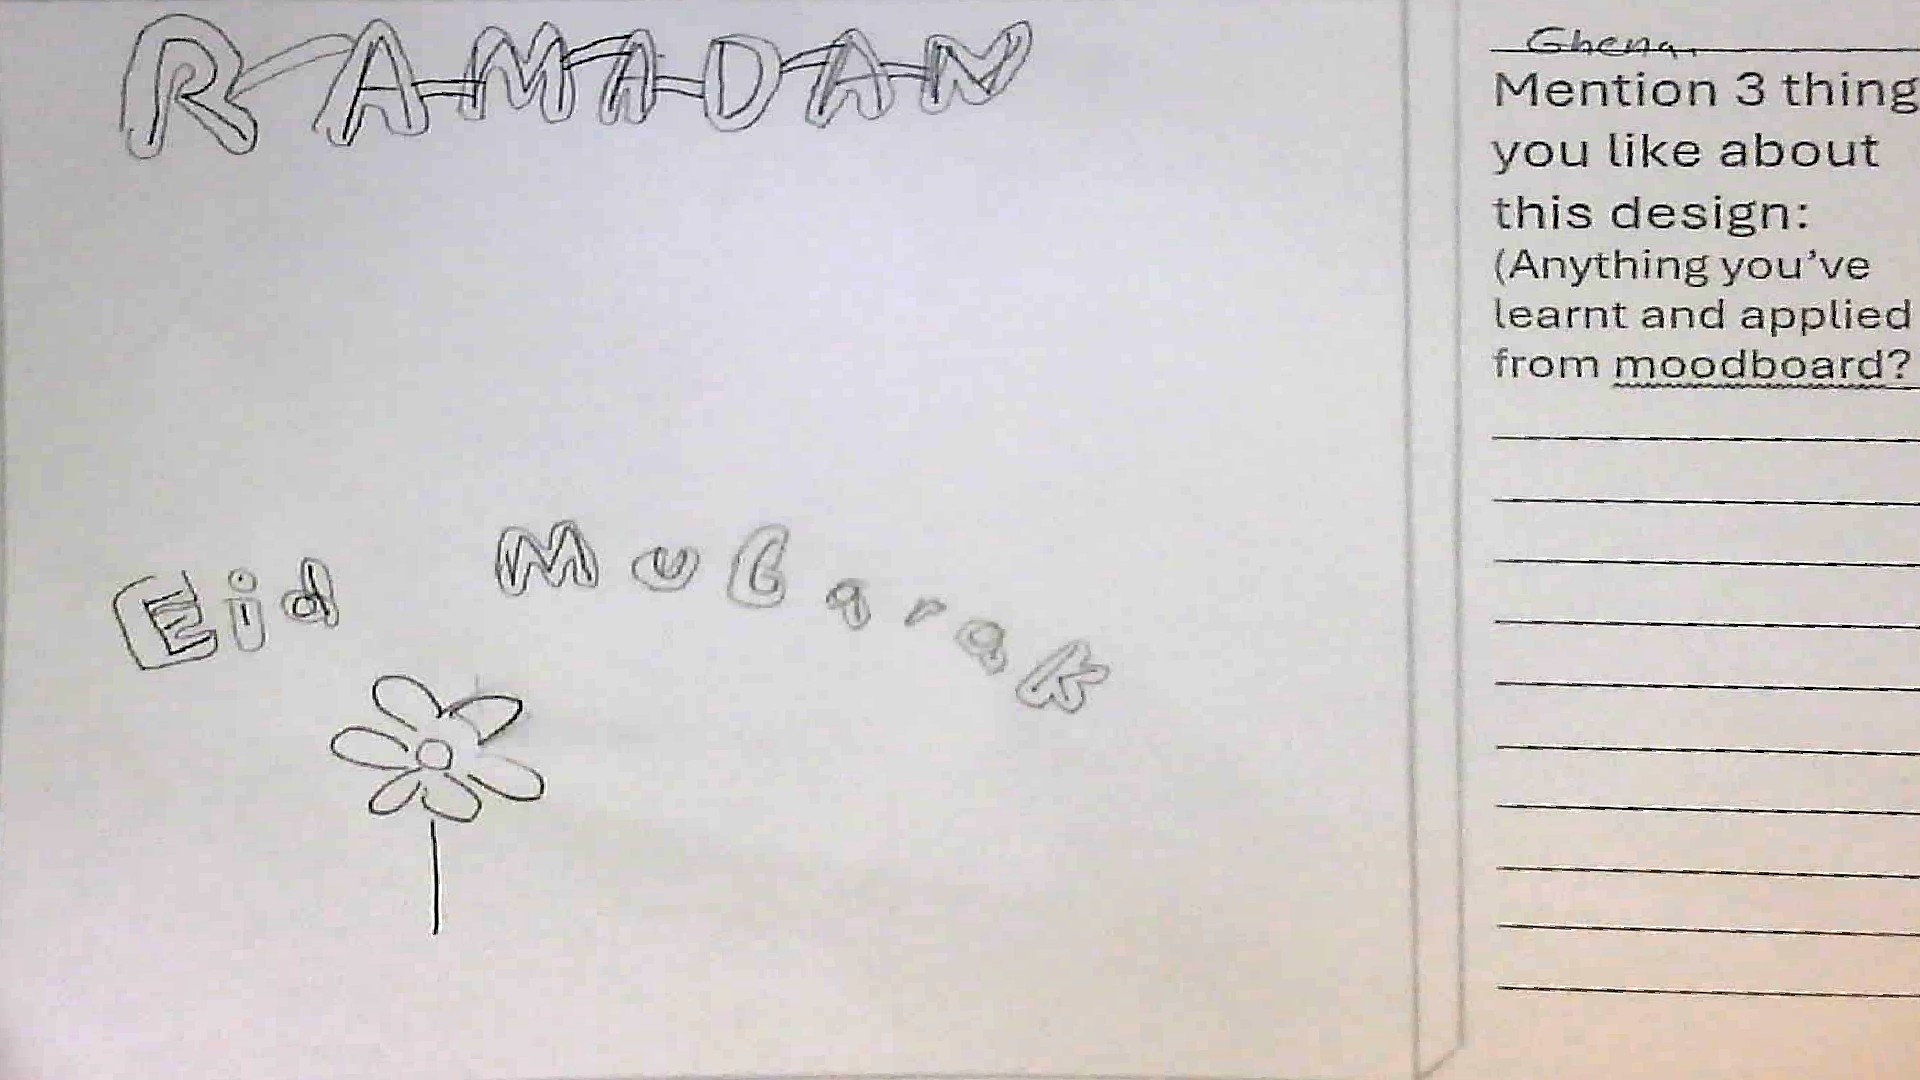 RAMADAN
Eid Mubarak
Ghena.
Mention 3 thing
you like about
this design:
(Anything you've
learnt and applied
from moodboard?